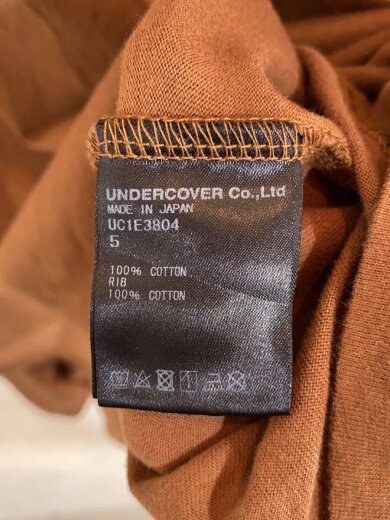 UNDERCOVER Co.,Ltd
MADE IN JAPAN
UC1E3804
5
100% COTTON
RIB
100% COTTON